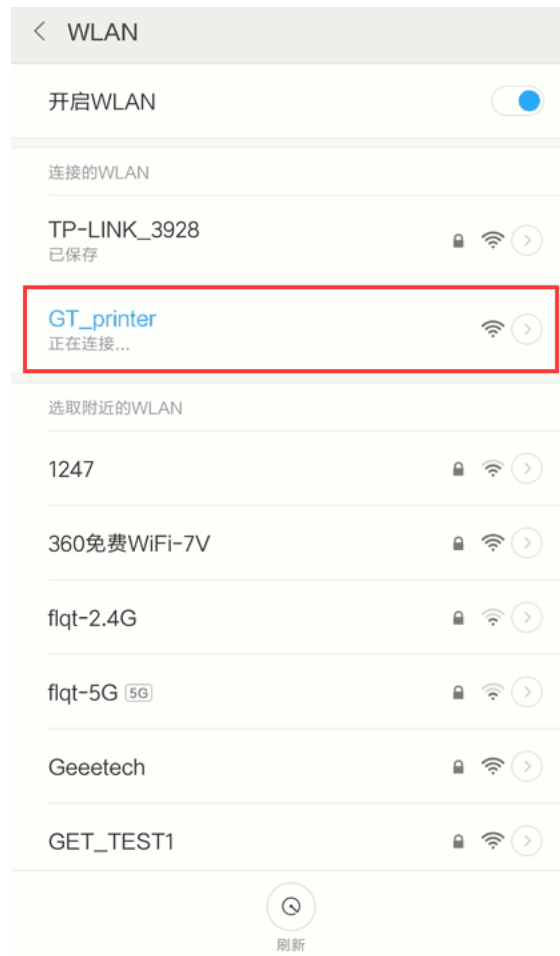 WLAN
开启WLAN
连接的WLAN
TP-LINK_3928
已保存
GT_printer
正在连接...
选取附近的WLAN
1247
360免费WiFi-7V
flqt-2.4G
flqt-5G 5G
Geeetech
GET_TEST1
刷新